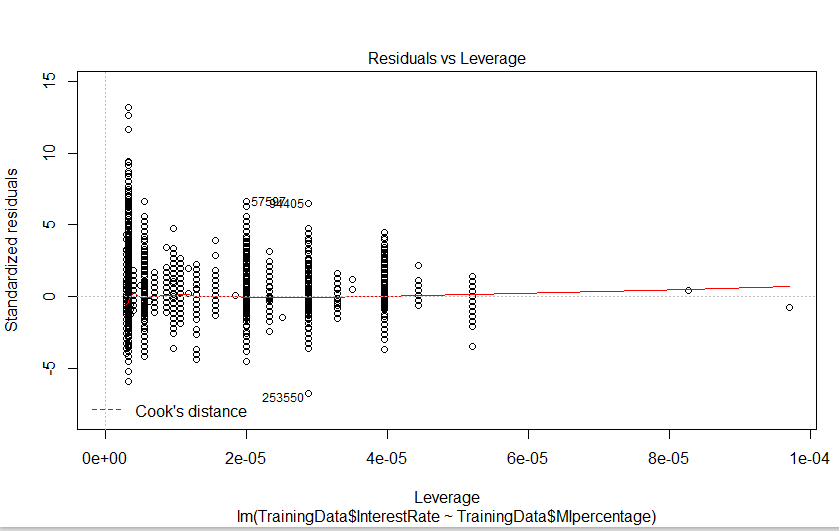 Residuals vs Leverage
Standardized residuals
15
10
5
0
-5
57597
94405
253550
Cook's distance
0e+00 2e-05 4e-05 6e-05 8e-05 1e-04
Leverage
lm(TrainingData$InterestRate ~ TrainingData$MIpercentage)